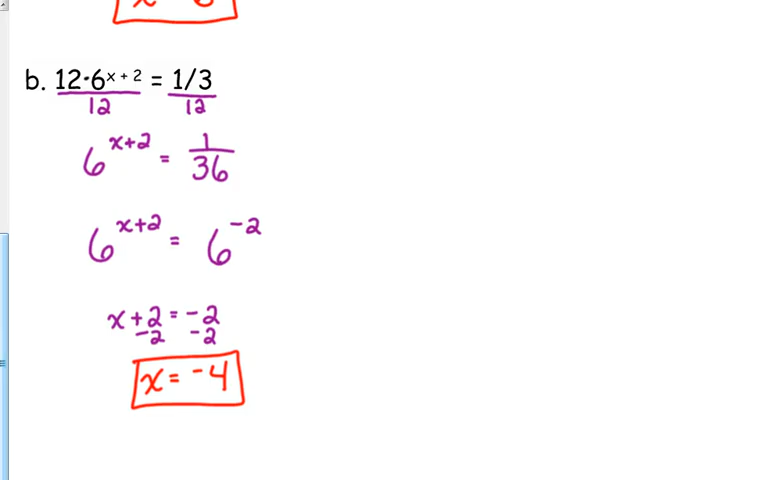 b. 12·6^(x + 2) = 1/3
12 12
6^(x+2) = 1/36
6^(x+2) = 6^(-2)
x + 2 = -2
-2 -2
x = -4